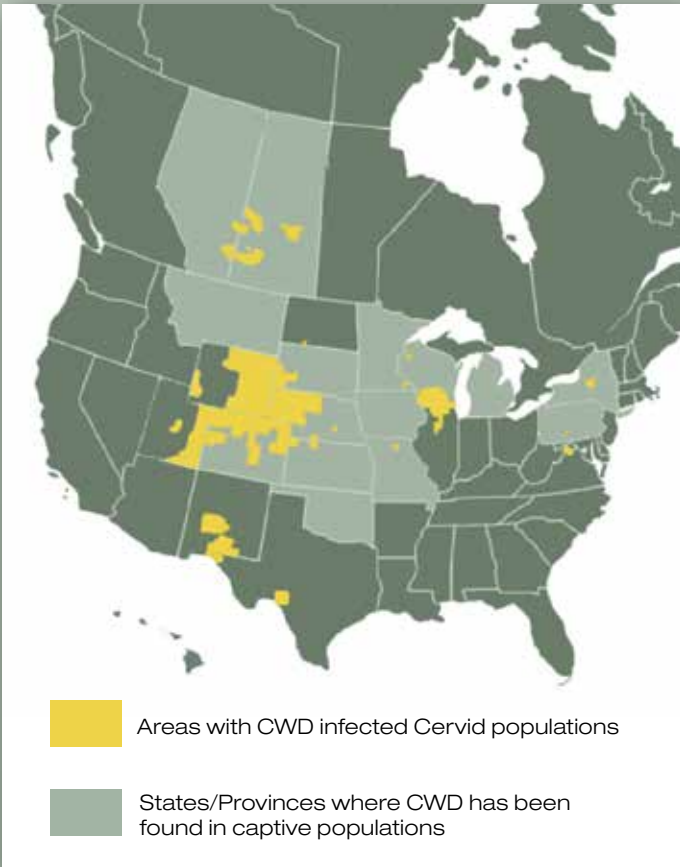 Areas with CWD infected Cervid populations
States/Provinces where CWD has been
found in captive populations